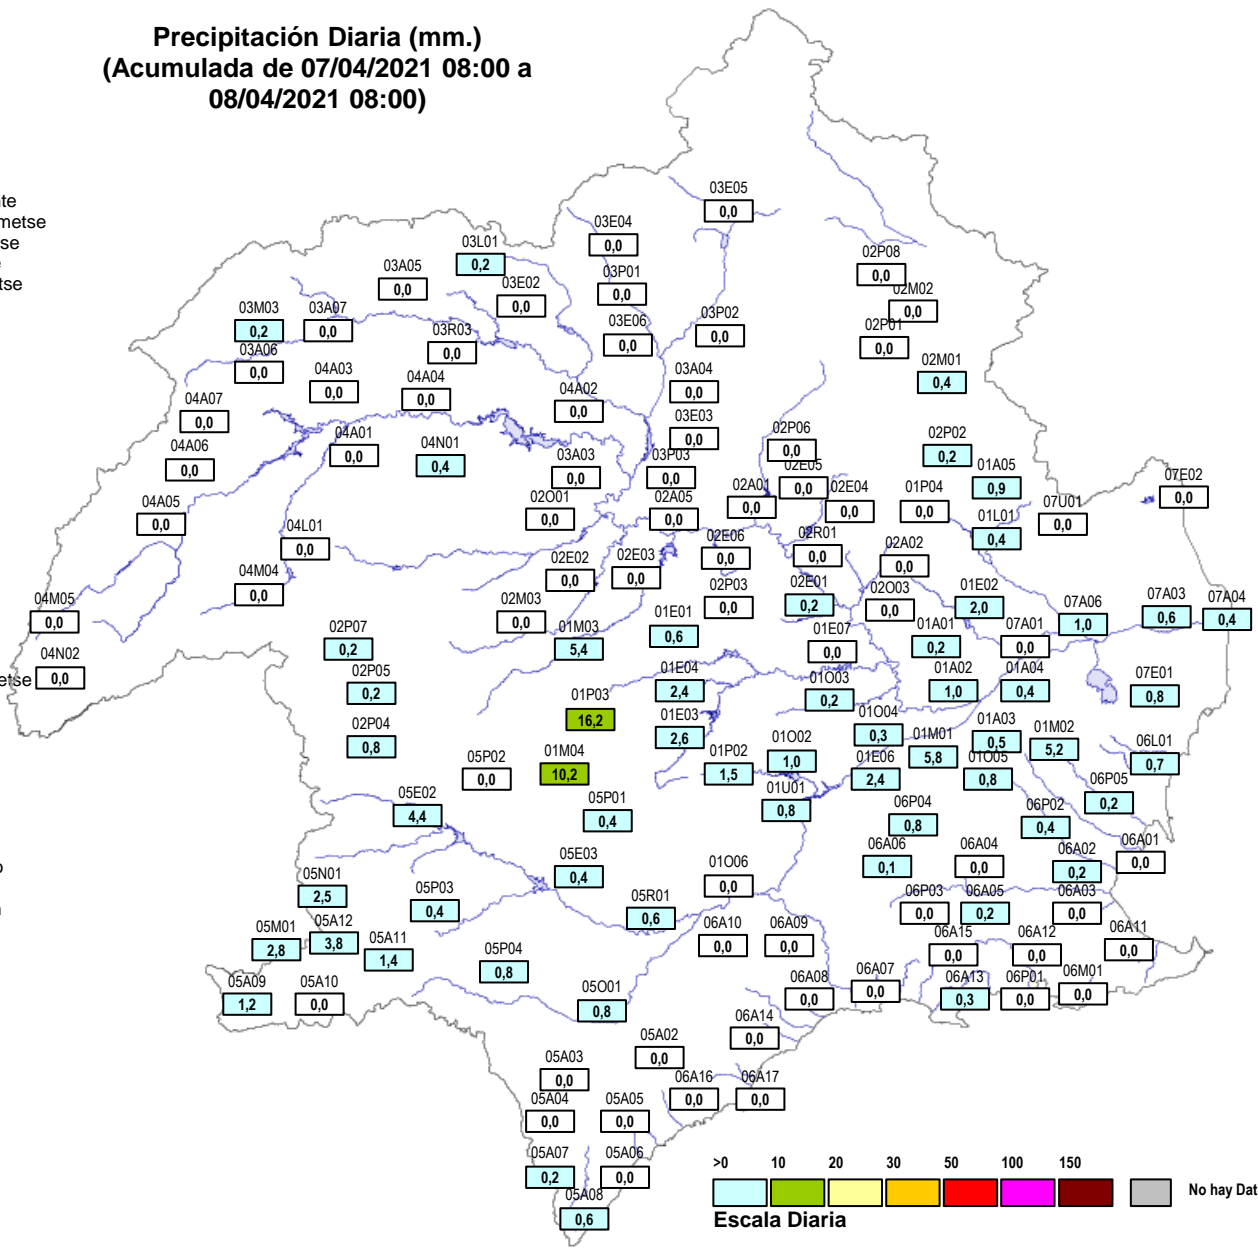 Precipitación Diaria (mm.)
(Acumulada de 07/04/2021 08:00 a
08/04/2021 08:00)
te
metse
se
tse
etse
03E05
0,0
03E04
0,0
03L01
0,2
02P08
0,0
03A05
0,0
03P01
0,0
03E02
0,0
02M02
0,0
03M03
0,2
03A07
0,0
03P02
0,0
03E06
0,0
03R03
0,0
02P01
0,0
03A06
0,0
02M01
0,4
04A03
0,0
04A04
0,0
03A04
0,0
04A02
0,0
04A07
0,0
03E03
0,0
02P06
0,0
04A01
0,0
02P02
0,2
04A06
0,0
04N01
0,4
03A03
0,0
03P03
0,0
02E05
0,0
01A05
0,9
07E02
0,0
02A01
0,0
02E04
0,0
01P04
0,0
02O01
0,0
02A05
0,0
04A05
0,0
07U01
0,0
01L01
0,4
04L01
0,0
02E06
0,0
02R01
0,0
02A02
0,0
02E02
0,0
02E03
0,0
04M04
0,0
02P03
0,0
02E01
0,2
02O03
0,0
01E02
2,0
07A03
0,6
07A04
0,4
04M05
0,0
02M03
0,0
07A06
1,0
01E01
0,6
02P07
0,2
01M03
5,4
01E07
0,0
01A01
0,2
07A01
0,0
04N02
0,0
02P05
0,2
01E04
2,4
01O03
0,2
01A02
1,0
01A04
0,4
07E01
0,8
01P03
16,2
02P04
0,8
01E03
2,6
01O04
0,3
01A03
0,5
01M02
5,2
01M01
5,8
01O02
1,0
06L01
0,7
05P02
0,0
01M04
10,2
01P02
1,5
01E06
2,4
01O05
0,8
06P05
0,2
05E02
4,4
01U01
0,8
05P01
0,4
06P04
0,8
06P02
0,4
06A01
0,0
06A06
0,1
06A04
0,0
06A02
0,2
05E03
0,4
01O06
0,0
05N01
2,5
05P03
0,4
05R01
0,6
06P03
0,0
06A05
0,2
06A03
0,0
05M01
2,8
05A12
3,8
06A10
0,0
06A09
0,0
06A15
0,0
06A12
0,0
06A11
0,0
05A11
1,4
05P04
0,8
05A09
1,2
05A10
0,0
05O01
0,8
06A08
0,0
06A07
0,0
06A13
0,3
06P01
0,0
06M01
0,0
06A14
0,0
05A02
0,0
05A03
0,0
06A16
0,0
06A17
0,0
05A04
0,0
05A05
0,0
05A07
0,2
05A06
0,0
05A08
0,6
>0 10 20 30 50 100 150
No hay Dat
Escala Diaria